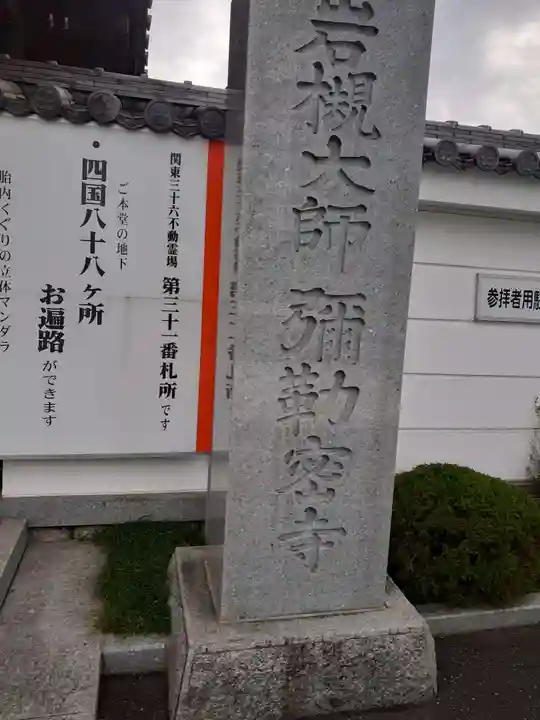 岩槻大師彌勒密寺
関東三十六不動霊場 第三十一番札所です
ご本堂の地下
・四国八十八ヶ所
お遍路ができます
胎内くぐりの立体マンダラ
参拝者用駐